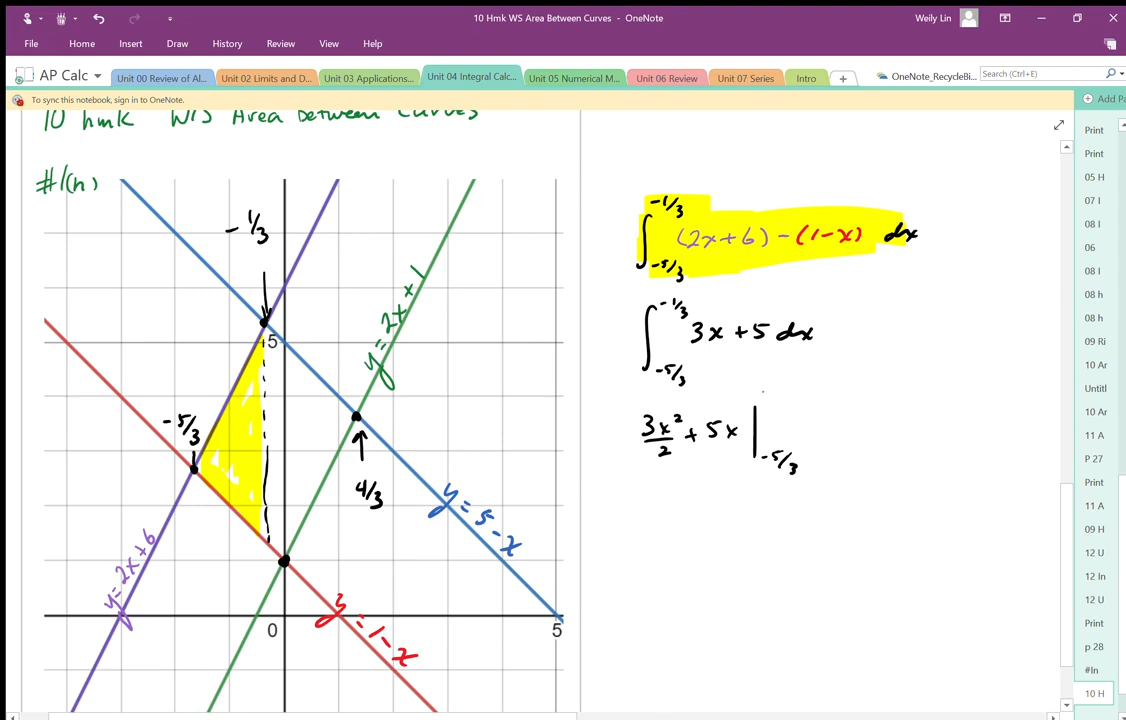 10 Hmk WS Area Between Curves - OneNote
Weily Lin
File Home Insert Draw History Review View Help
AP Calc
Unit 00 Review of Al...
Unit 02 Limits and D...
Unit 03 Applications...
Unit 04 Integral Calc...
Unit 05 Numerical M...
Unit 06 Review
Unit 07 Series
Intro
OneNote_RecycleBi...
Search (Ctrl+E)
To sync this notebook, sign in to OneNote.
Add Pa
10 hmk WS Area Between Curves
#1(h)
-1/3
-5/3
5
y=2x+1
4/3
y=5-x
y=2x+6
y=1-x
0
5
∫_{-5/3}^{-1/3} (2x+6) - (1-x) dx
∫_{-5/3}^{-1/3} 3x+5 dx
3x²/2 + 5x |_{-5/3}
Print
Print
05 H
07 I
08 I
06
08 I
08 h
08 h
09 Ri
10 Ar
Untitl
10 Ar
11 A
P 27
Print
11 A
09 H
12 U
12 In
12 U
Print
p 28
#In
10 H